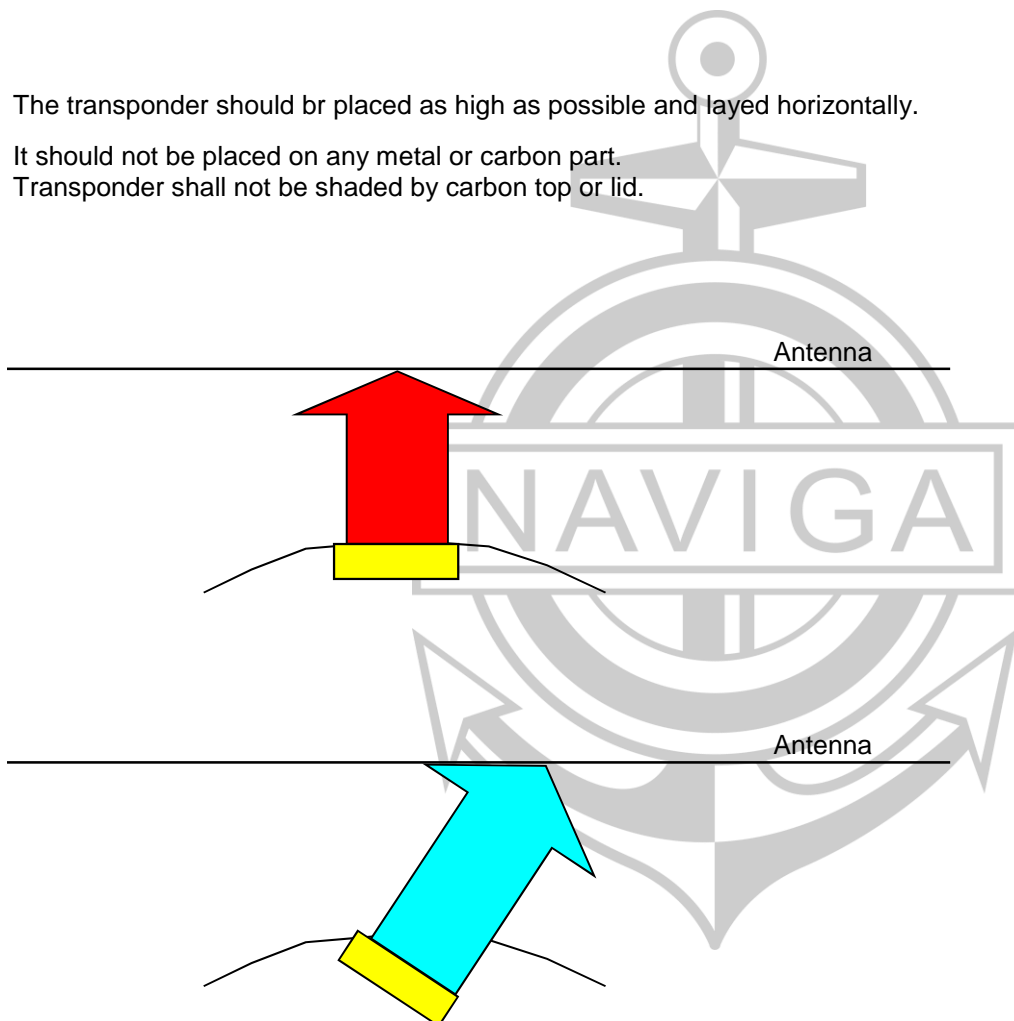 The transponder should br placed as high as possible and layed horizontally.
It should not be placed on any metal or carbon part.
Transponder shall not be shaded by carbon top or lid.
Antenna
NAVIGA
Antenna